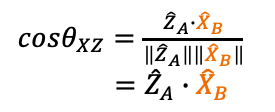 cosθ_XZ = (Ẑ_A · X̂_B) / (‖Ẑ_A‖‖X̂_B‖)
= Ẑ_A · X̂_B